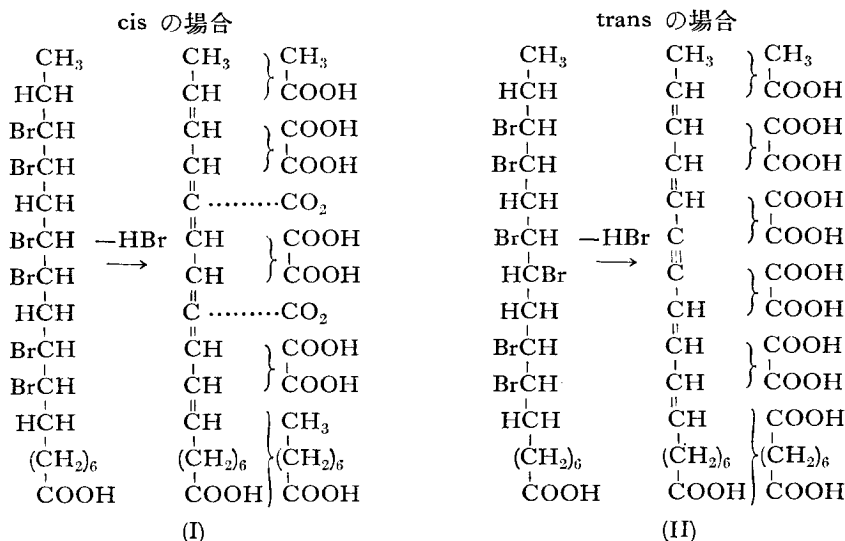 cis の場合
CH₃ CH₃ CH₃
HCH CH COOH
BrCH CH COOH
BrCH CH COOH
HCH C·········CO₂
BrCH —HBr CH COOH
BrCH → CH COOH
HCH C·········CO₂
BrCH CH COOH
BrCH CH COOH
HCH CH CH₃
(CH₂)₆ (CH₂)₆ (CH₂)₆
COOH COOH COOH
(I)
trans の場合
CH₃ CH₃ CH₃
HCH CH COOH
BrCH CH COOH
BrCH CH COOH
HCH CH COOH
BrCH —HBr C COOH
HCBr → C COOH
HCH CH COOH
BrCH CH COOH
BrCH CH COOH
HCH CH COOH
(CH₂)₆ (CH₂)₆ (CH₂)₆
COOH COOH COOH
(II)